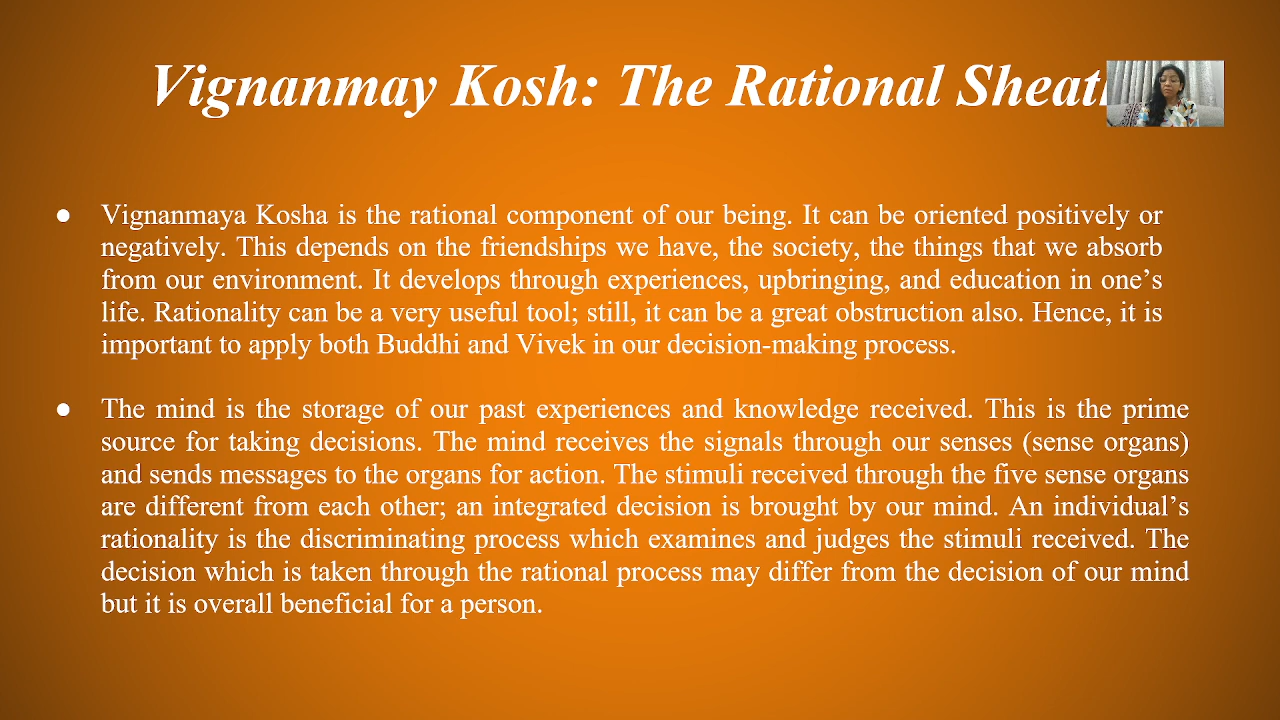 Vignanmay Kosh: The Rational Sheat
● Vignanmaya Kosha is the rational component of our being. It can be oriented positively or
negatively. This depends on the friendships we have, the society, the things that we absorb
from our environment. It develops through experiences, upbringing, and education in one’s
life. Rationality can be a very useful tool; still, it can be a great obstruction also. Hence, it is
important to apply both Buddhi and Vivek in our decision-making process.
● The mind is the storage of our past experiences and knowledge received. This is the prime
source for taking decisions. The mind receives the signals through our senses (sense organs)
and sends messages to the organs for action. The stimuli received through the five sense organs
are different from each other; an integrated decision is brought by our mind. An individual’s
rationality is the discriminating process which examines and judges the stimuli received. The
decision which is taken through the rational process may differ from the decision of our mind
but it is overall beneficial for a person.